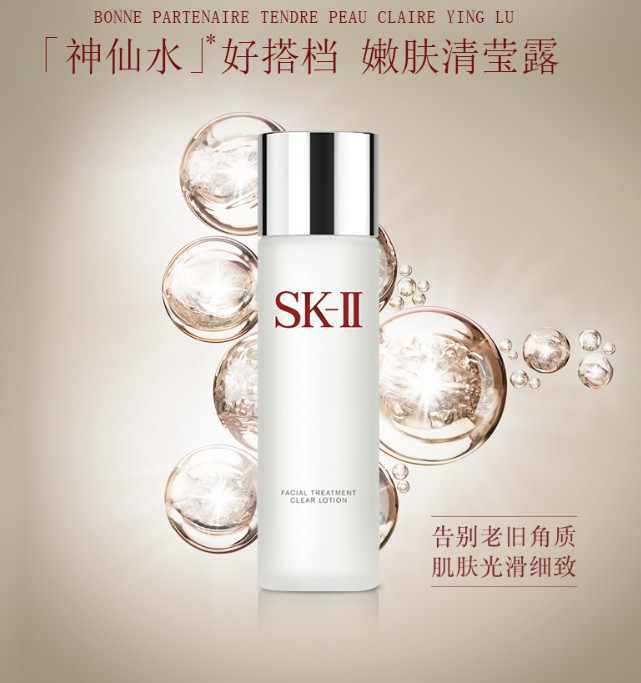 BONNE PARTENAIRE TENDRE PEAU CLAIRE YING LU
「神仙水」*好搭档 嫩肤清莹露
SK-II
FACIAL TREATMENT
CLEAR LOTION
告别老旧角质
肌肤光滑细致